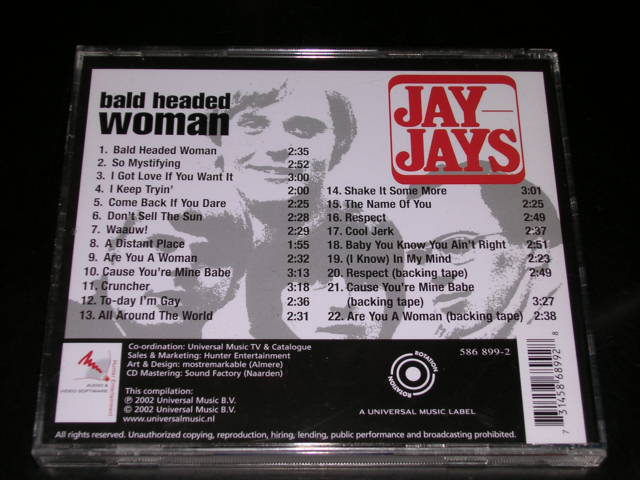 bald headed
woman
JAY
JAYS
1. Bald Headed Woman 2:35
2. So Mystifying 2:52
3. I Got Love If You Want It 3:00
4. I Keep Tryin' 2:00
5. Come Back If You Dare 2:25
6. Don't Sell The Sun 2:28
7. Waauw! 2:29
8. A Distant Place 1:55
9. Are You A Woman 2:32
10. Cause You're Mine Babe 3:13
11. Cruncher 3:18
12. To-day I'm Gay 2:36
13. All Around The World 2:31
14. Shake It Some More 3:01
15. The Name Of You 2:25
16. Respect 2:49
17. Cool Jerk 2:37
18. Baby You Know You Ain't Right 2:51
19. (I Know) In My Mind 2:23
20. Respect (backing tape) 2:49
21. Cause You're Mine Babe
(backing tape) 3:27
22. Are You A Woman (backing tape) 2:38
Co-ordination: Universal Music TV & Catalogue
Sales & Marketing: Hunter Entertainment
Art & Design: mostremarkable (Almere)
CD Mastering: Sound Factory (Naarden)
This compilation:
℗ 2002 Universal Music B.V.
© 2002 Universal Music B.V.
www.universalmusic.nl
AUDIO &
VIDEO SOFTWARE
Hunter Entertainment
ROTATION
ROTATION
A UNIVERSAL MUSIC LABEL
586 899-2
7 31458 68992 8
All rights reserved. Unauthorized copying, reproduction, hiring, lending, public performance and broadcasting prohibited.